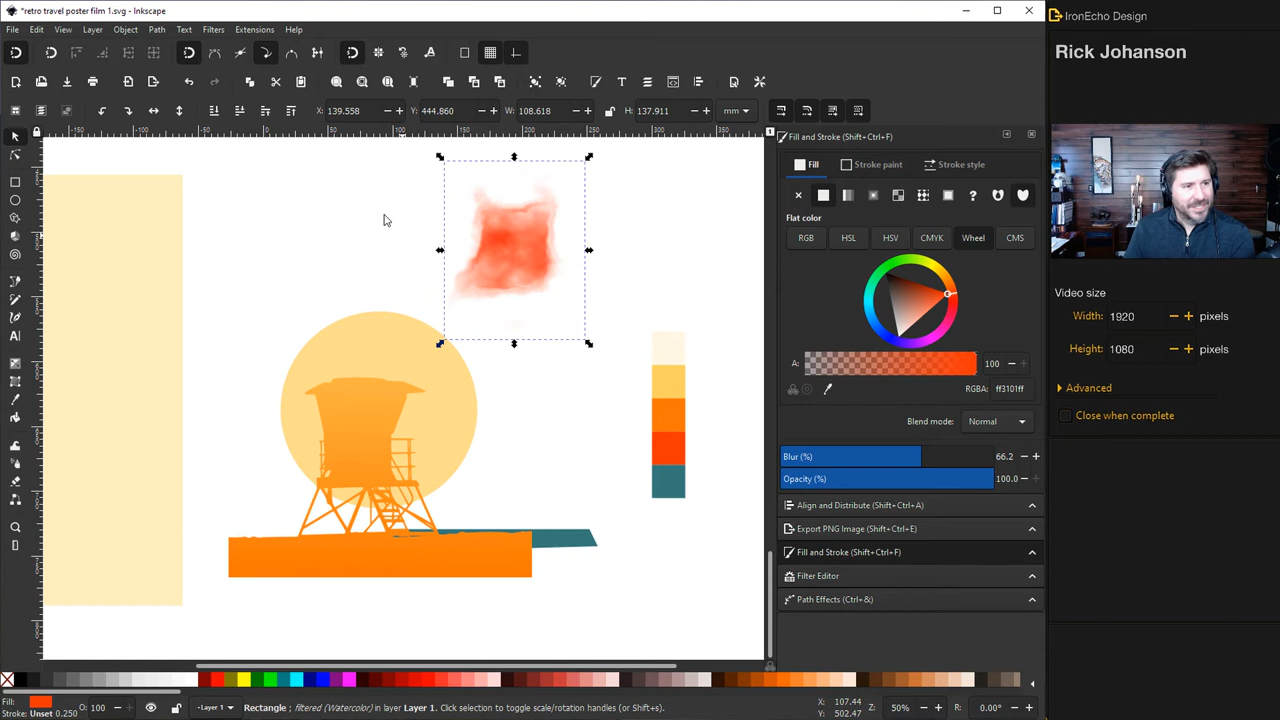 *retro travel poster film 1.svg - Inkscape
IronEcho Design
File Edit View Layer Object Path Text Filters Extensions Help
Rick Johanson
X: 139.558 Y: 444.860 W: 108.618 H: 137.911 mm
Fill and Stroke (Shift+Ctrl+F)
Fill Stroke paint Stroke style
Flat color
RGB HSL HSV CMYK Wheel CMS
A: 100
RGBA: ff3101ff
Blend mode: Normal
Blur (%) 66.2
Opacity (%) 100.0
Align and Distribute (Shift+Ctrl+A)
Export PNG Image (Shift+Ctrl+E)
Fill and Stroke (Shift+Ctrl+F)
Filter Editor
Path Effects (Ctrl+&)
Video size
Width: 1920 pixels
Height: 1080 pixels
Advanced
Close when complete
Fill:
Stroke: Unset 0.250
O: 100
-Layer 1
Rectangle; filtered (Watercolor) in layer Layer 1. Click selection to toggle scale/rotation handles (or Shift+s).
X: 107.44
Y: 502.47
Z: 50%
R: 0.00°